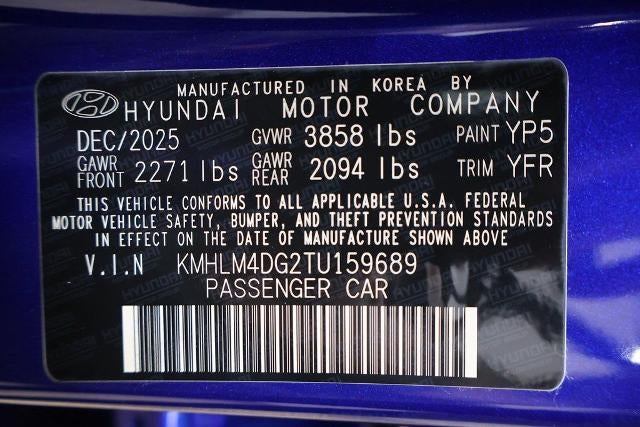 MANUFACTURED IN KOREA BY
HYUNDAI MOTOR COMPANY
DEC/2025 GVWR 3858 lbs PAINT YP5
GAWR FRONT 2271 lbs GAWR REAR 2094 lbs TRIM YFR
THIS VEHICLE CONFORMS TO ALL APPLICABLE U.S.A. FEDERAL
MOTOR VEHICLE SAFETY, BUMPER, AND THEFT PREVENTION STANDARDS
IN EFFECT ON THE DATE OF MANUFACTURE SHOWN ABOVE
V.I.N KMHLM4DG2TU159689
PASSENGER CAR